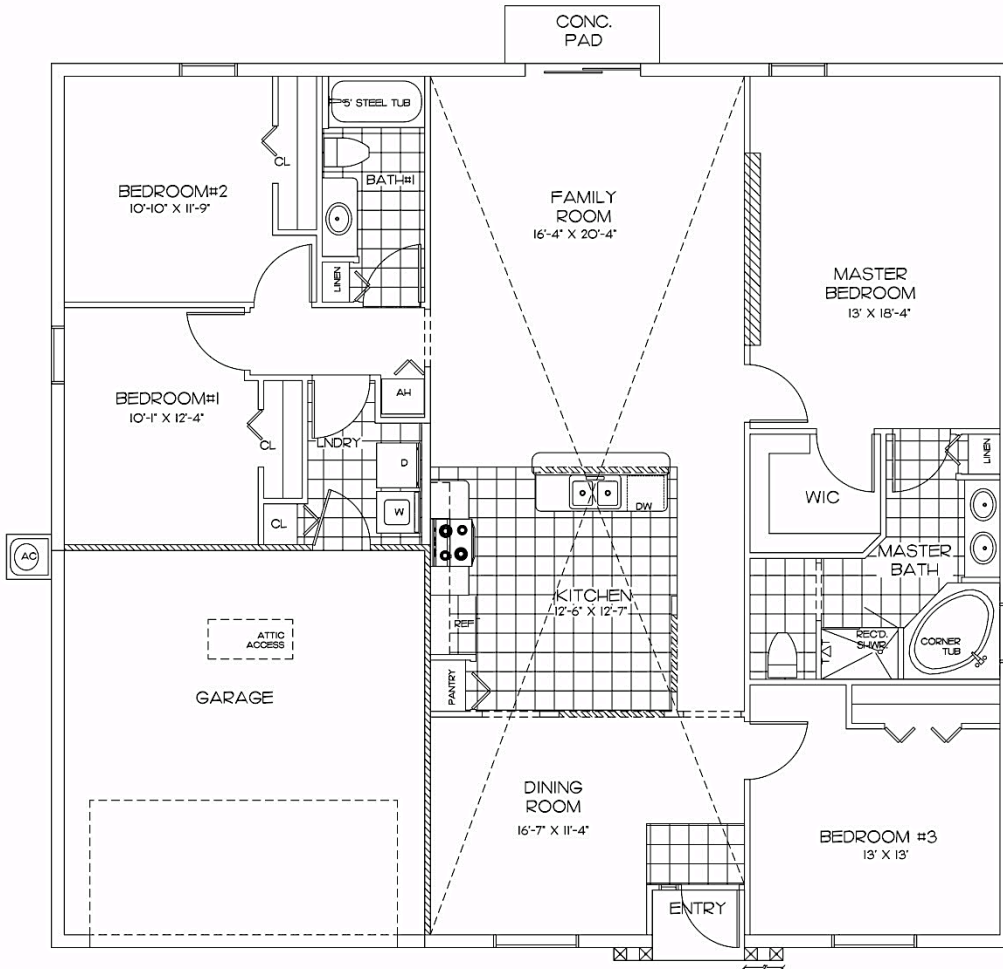 CONC.
PAD
5' STEEL TUB
CL
BATH#1
BEDROOM#2
10'-10" X 11'-9"
LINEN
FAMILY
ROOM
16'-4" X 20'-4"
MASTER
BEDROOM
13' X 18'-4"
BEDROOM#1
10'-1" X 12'-4"
AH
CL
LNDRY
D
W
CL
AC
DW
WIC
LINEN
MASTER
BATH
KITCHEN
12'-6" X 12'-7"
REF
PANTRY
REC'D.
SHWR.
CORNER
TUB
ATTIC
ACCESS
GARAGE
DINING
ROOM
16'-7" X 11'-4"
BEDROOM #3
13' X 13'
ENTRY